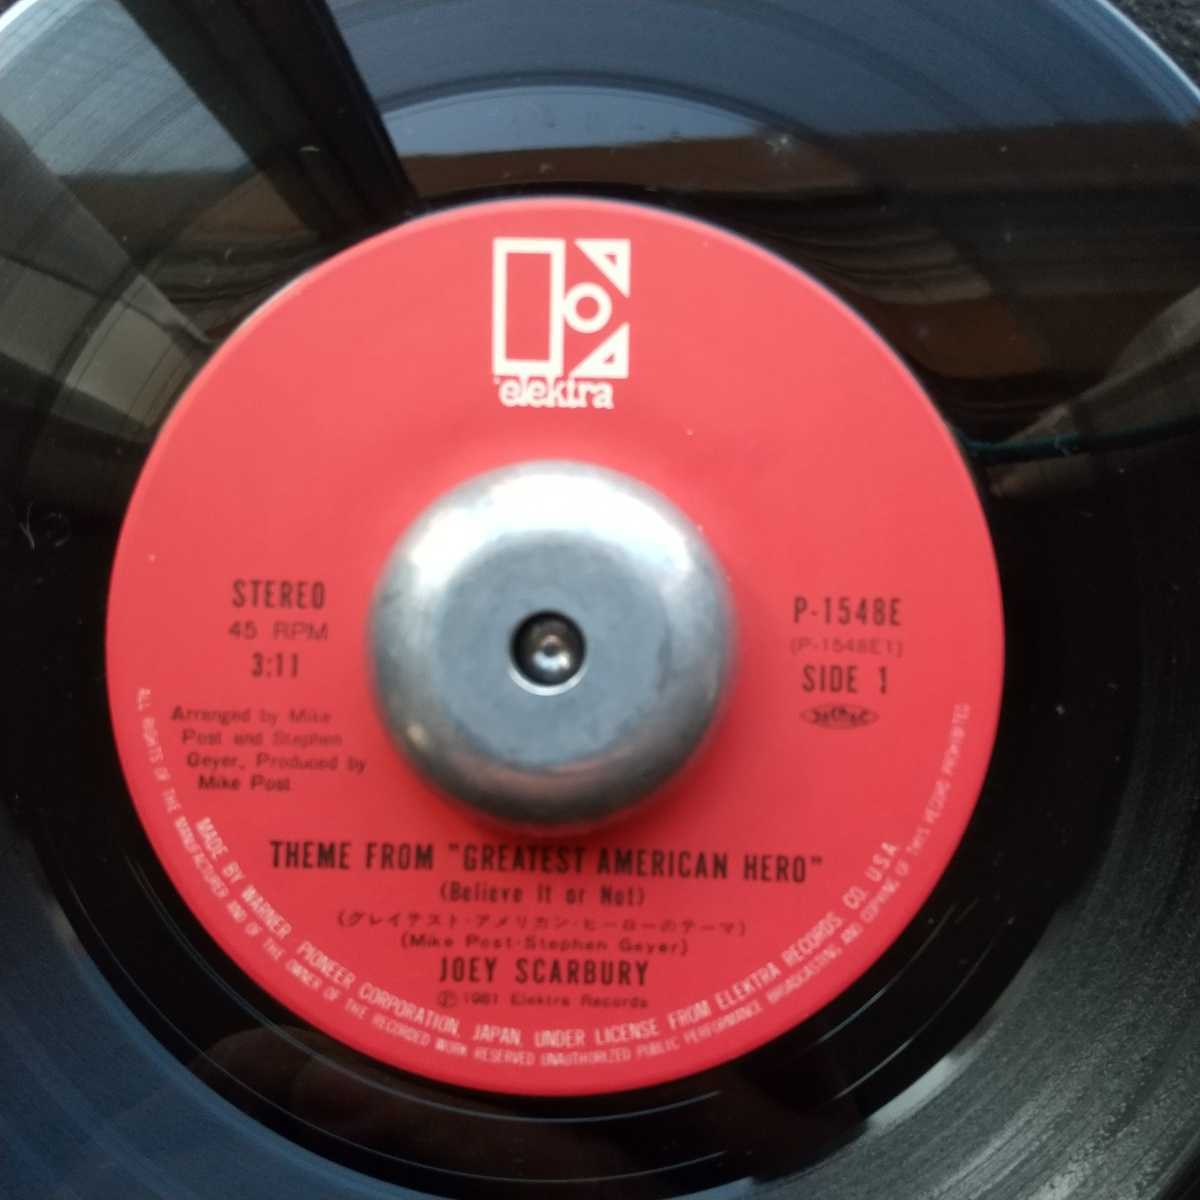 elektra
STEREO
45 RPM
3:11
Arranged by Mike
Post and Stephen
Geyer, Produced by
Mike Post
P-1548E
(P-1548E1)
SIDE 1
THEME FROM "GREATEST AMERICAN HERO"
(Believe It or Not)
(グレイテスト・アメリカン・ヒーローのテーマ)
(Mike Post-Stephen Geyer)
JOEY SCARBURY
Ⓟ1981 Elektra Records
MADE BY WARNER PIONEER CORPORATION, JAPAN, UNDER LICENSE FROM ELEKTRA RECORDS CO. U.S.A.
ALL RIGHTS OF THE MANUFACTURER AND OF THE OWNER OF THE RECORDED WORK RESERVED UNAUTHORIZED PUBLIC PERFORMANCE BROADCASTING AND COPYING OF THIS RECORD PROHIBITED